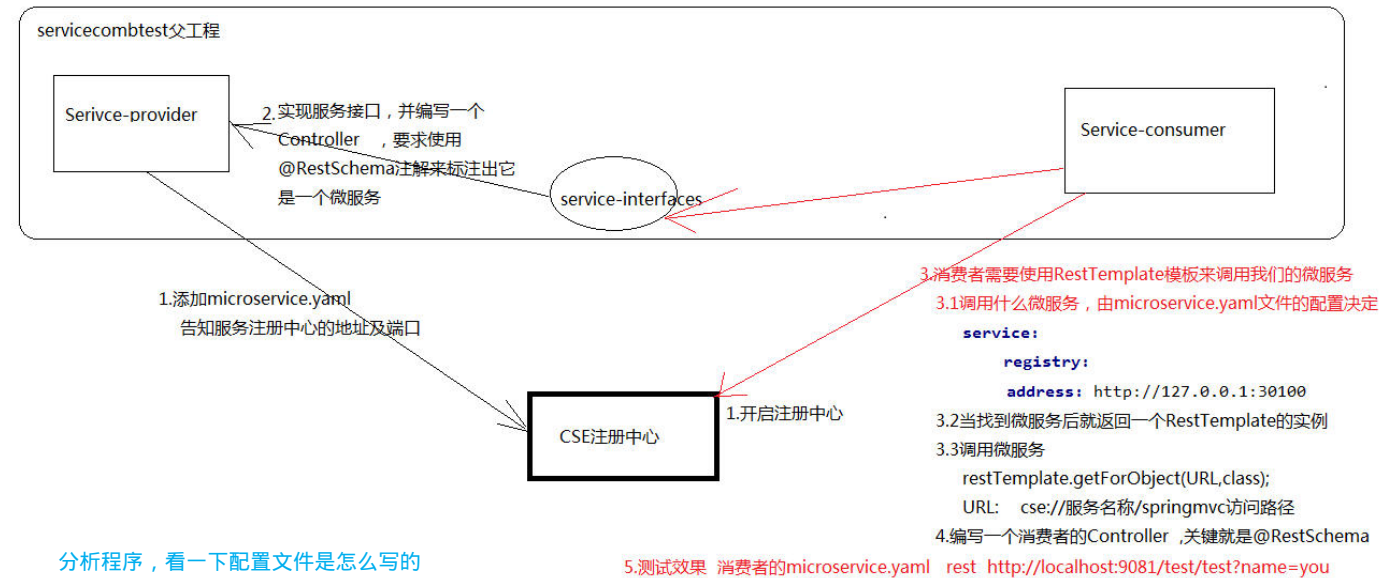 servicecombtest父工程
Serivce-provider
2.实现服务接口，并编写一个
Controller ，要求使用
@RestSchema注解来标注出它
是一个微服务
service-interfaces
Service-consumer
1.添加microservice.yaml
告知服务注册中心的地址及端口
CSE注册中心
1.开启注册中心
3.消费者需要使用RestTemplate模板来调用我们的微服务
3.1调用什么微服务，由microservice.yaml文件的配置决定
service:
registry:
address: http://127.0.0.1:30100
3.2当找到微服务后就返回一个RestTemplate的实例
3.3调用微服务
restTemplate.getForObject(URL,class);
URL: cse://服务名称/springmvc访问路径
4.编写一个消费者的Controller ,关键就是@RestSchema
5.测试效果 消费者的microservice.yaml rest http://localhost:9081/test/test?name=you
分析程序，看一下配置文件是怎么写的